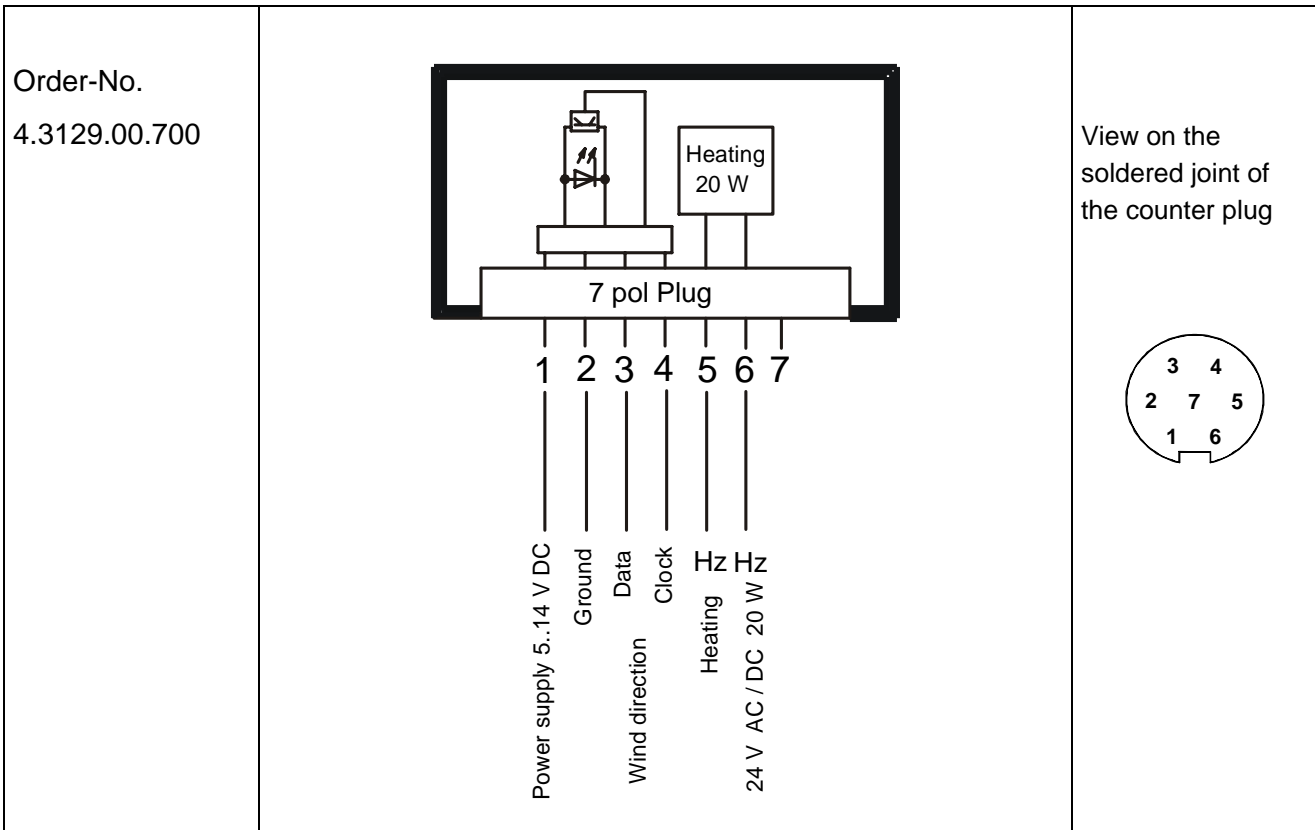 Order-No.
4.3129.00.700
Heating
20 W
7 pol Plug
1 2 3 4 5 6 7
Power supply 5..14 V DC
Ground
Data
Clock
Wind direction
Hz Hz
Heating
24 V AC / DC 20 W
View on the
soldered joint of
the counter plug
3 4
2 7 5
1 6